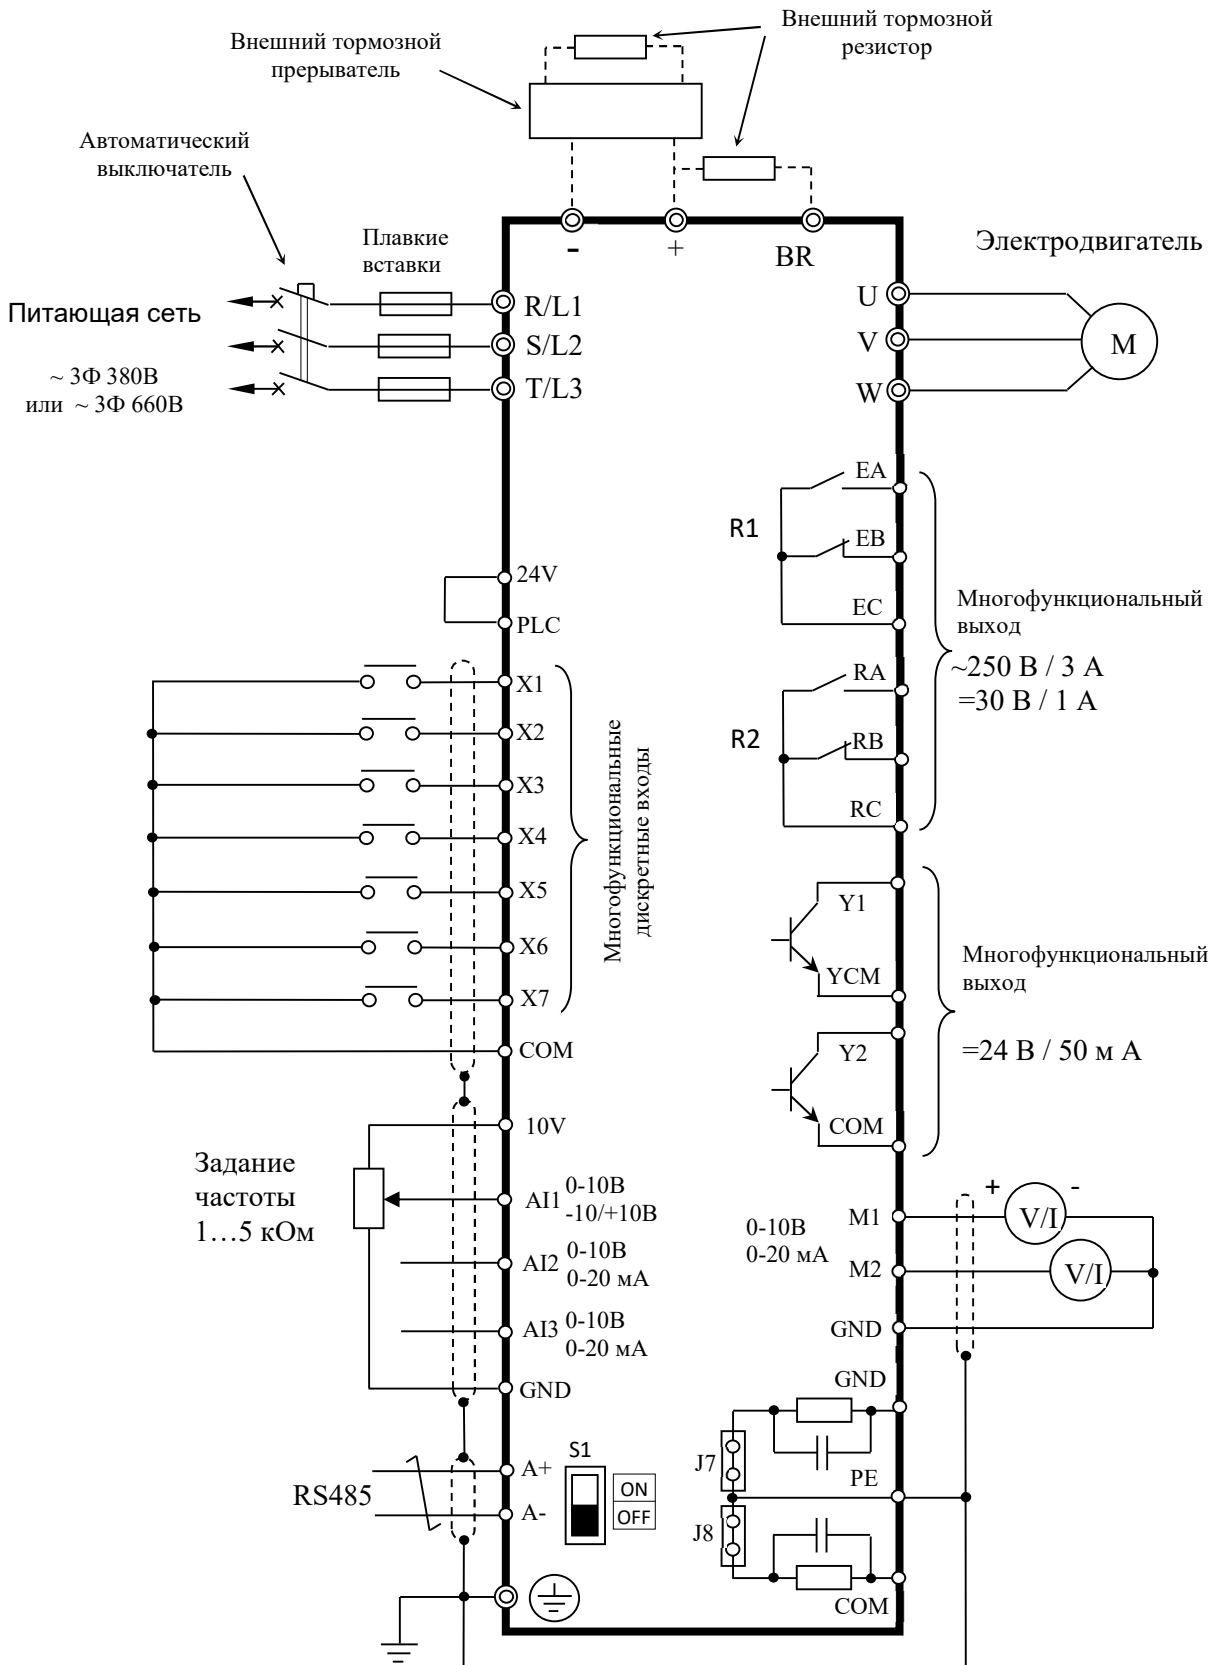 Внешний тормозной
прерыватель
Внешний тормозной
резистор
Автоматический
выключатель
Плавкие
вставки
-
+
BR
Электродвигатель
Питающая сеть
~ 3Ф 380В
или ~ 3Ф 660В
R/L1
S/L2
T/L3
U
V
W
M
24V
PLC
X1
X2
X3
X4
X5
X6
X7
COM
Многофункциональные
дискретные входы
R1
EA
EB
EC
R2
RA
RB
RC
Многофункциональный
выход
~250 В / 3 А
=30 В / 1 А
Y1
YCM
Y2
COM
Многофункциональный
выход
=24 В / 50 м А
Задание
частоты
1…5 кОм
10V
AI1
0-10В
-10/+10В
AI2
0-10В
0-20 мА
AI3
0-10В
0-20 мА
GND
0-10В
0-20 мА
M1
M2
GND
+
-
V/I
V/I
RS485
A+
A-
S1
ON
OFF
GND
J7
PE
J8
COM